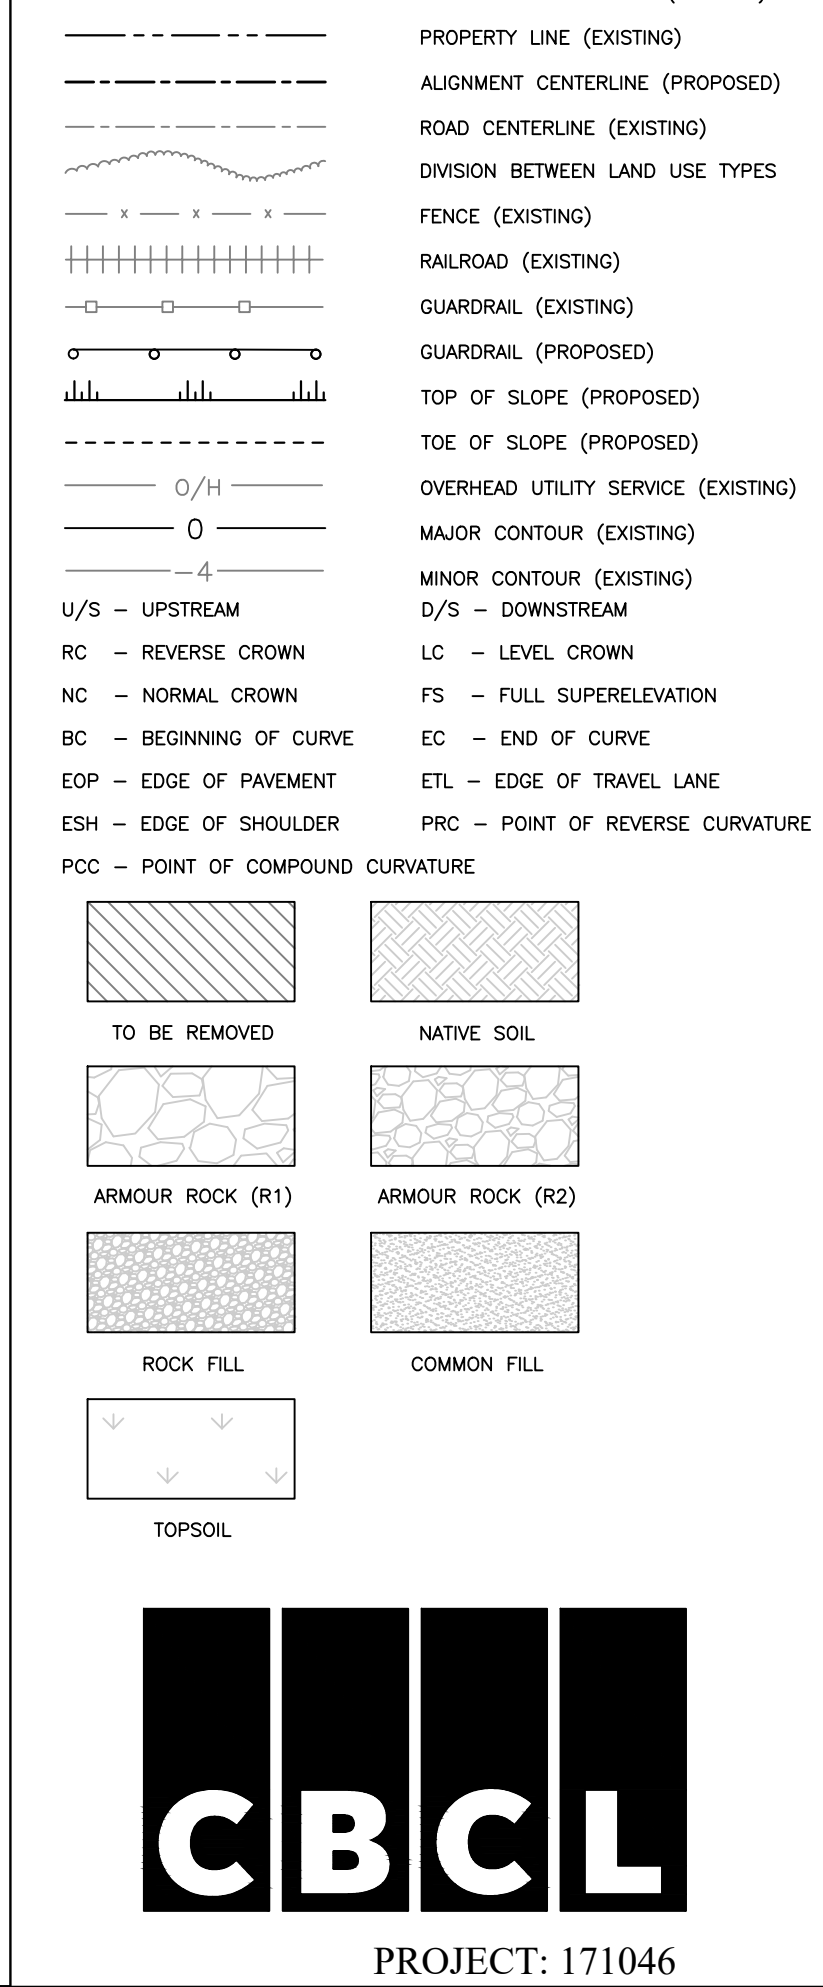 PROPERTY LINE (EXISTING)
ALIGNMENT CENTERLINE (PROPOSED)
ROAD CENTERLINE (EXISTING)
DIVISION BETWEEN LAND USE TYPES
x x x FENCE (EXISTING)
RAILROAD (EXISTING)
GUARDRAIL (EXISTING)
GUARDRAIL (PROPOSED)
TOP OF SLOPE (PROPOSED)
TOE OF SLOPE (PROPOSED)
O/H OVERHEAD UTILITY SERVICE (EXISTING)
0 MAJOR CONTOUR (EXISTING)
-4 MINOR CONTOUR (EXISTING)
U/S – UPSTREAM D/S – DOWNSTREAM
RC – REVERSE CROWN LC – LEVEL CROWN
NC – NORMAL CROWN FS – FULL SUPERELEVATION
BC – BEGINNING OF CURVE EC – END OF CURVE
EOP – EDGE OF PAVEMENT ETL – EDGE OF TRAVEL LANE
ESH – EDGE OF SHOULDER PRC – POINT OF REVERSE CURVATURE
PCC – POINT OF COMPOUND CURVATURE
TO BE REMOVED NATIVE SOIL
ARMOUR ROCK (R1) ARMOUR ROCK (R2)
ROCK FILL COMMON FILL
TOPSOIL
CBCL
PROJECT: 171046